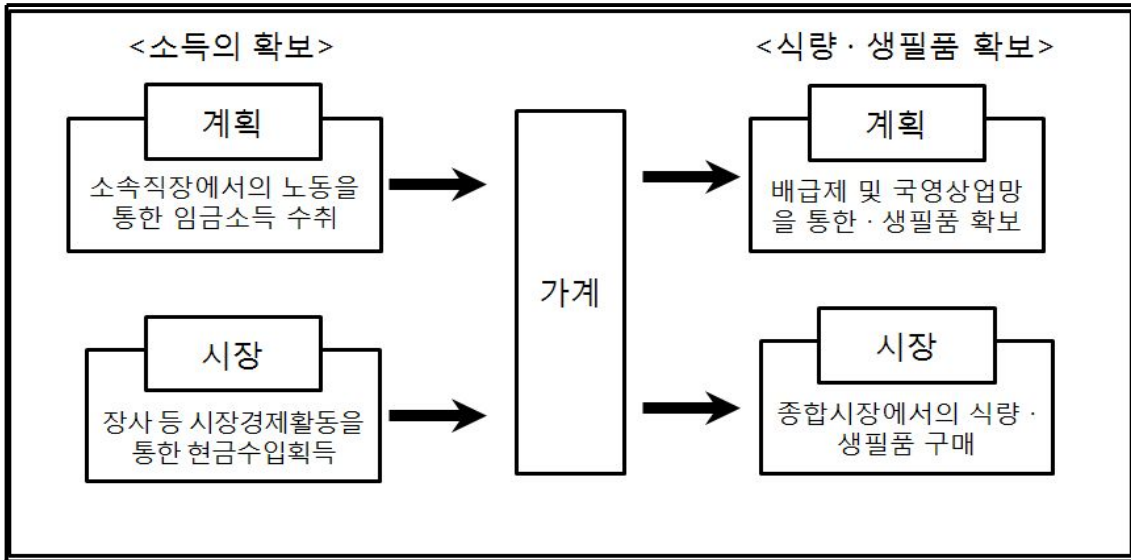 <소득의 확보>
<식량 · 생필품 확보>
계획
소속직장에서의 노동을
통한 임금소득 수취
시장
장사 등 시장경제활동을
통한 현금수입획득
가계
계획
배급제 및 국영상업망
을 통한 · 생필품 확보
시장
종합시장에서의 식량 ·
생필품 구매